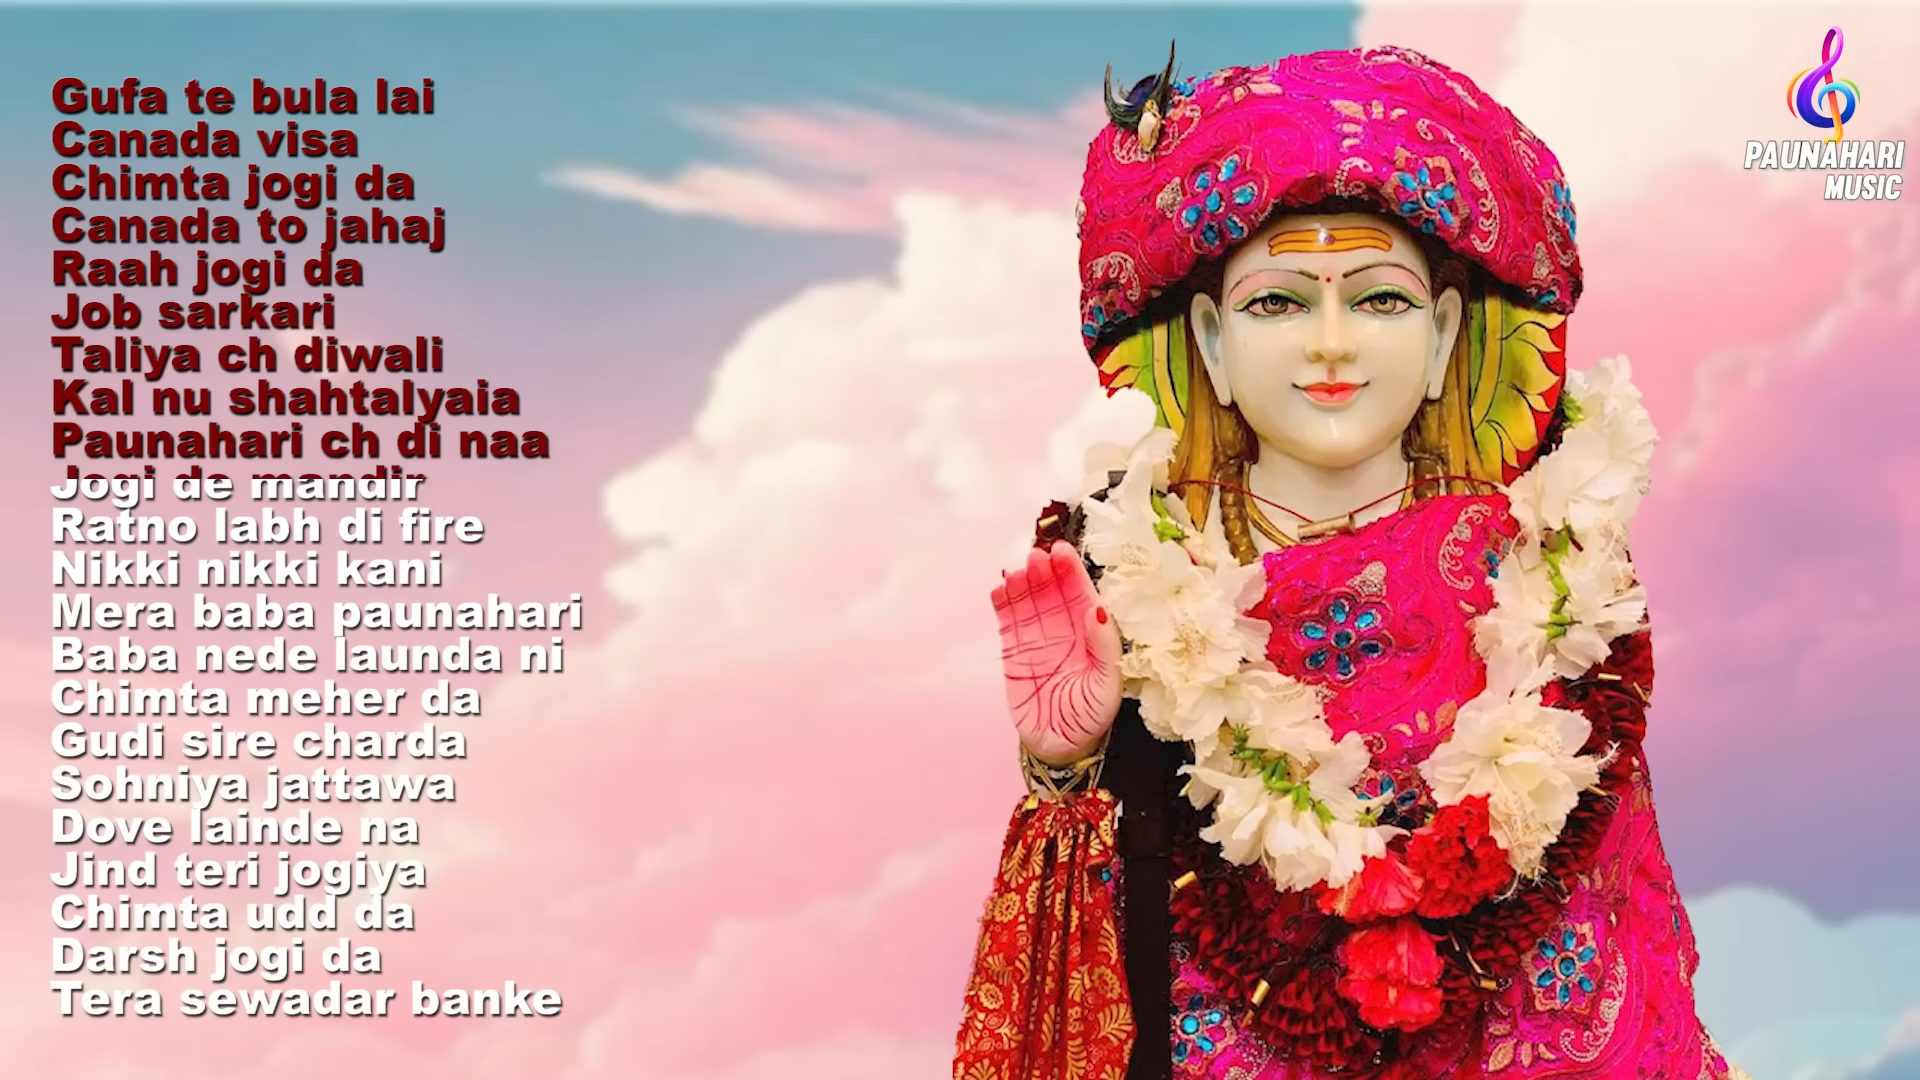 Gufa te bula lai
Canada visa
Chimta jogi da
Canada to jahaj
Raah jogi da
Job sarkari
Taliya ch diwali
Kal nu shahtalyaia
Paunahari ch di naa
Jogi de mandir
Ratno labh di fire
Nikki nikki kani
Mera baba paunahari
Baba nede launda ni
Chimta meher da
Gudi sire charda
Sohniya jattawa
Dove lainde na
Jind teri jogiya
Chimta udd da
Darsh jogi da
Tera sewadar banke
PAUNAHARI
MUSIC